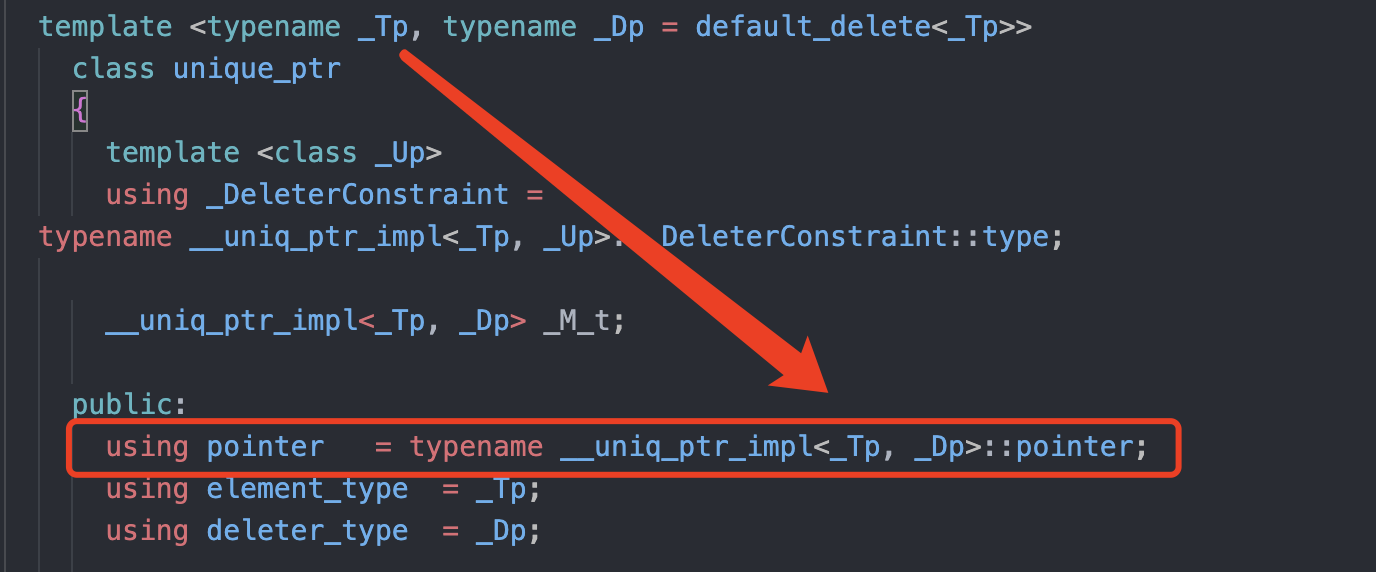 template <typename _Tp, typename _Dp = default_delete<_Tp>>
class unique_ptr
{
template <class _Up>
using _DeleterConstraint =
typename __uniq_ptr_impl<_Tp, _Up>: DeleterConstraint::type;
__uniq_ptr_impl<_Tp, _Dp> _M_t;
public:
using pointer = typename __uniq_ptr_impl<_Tp, _Dp>::pointer;
using element_type = _Tp;
using deleter_type = _Dp;